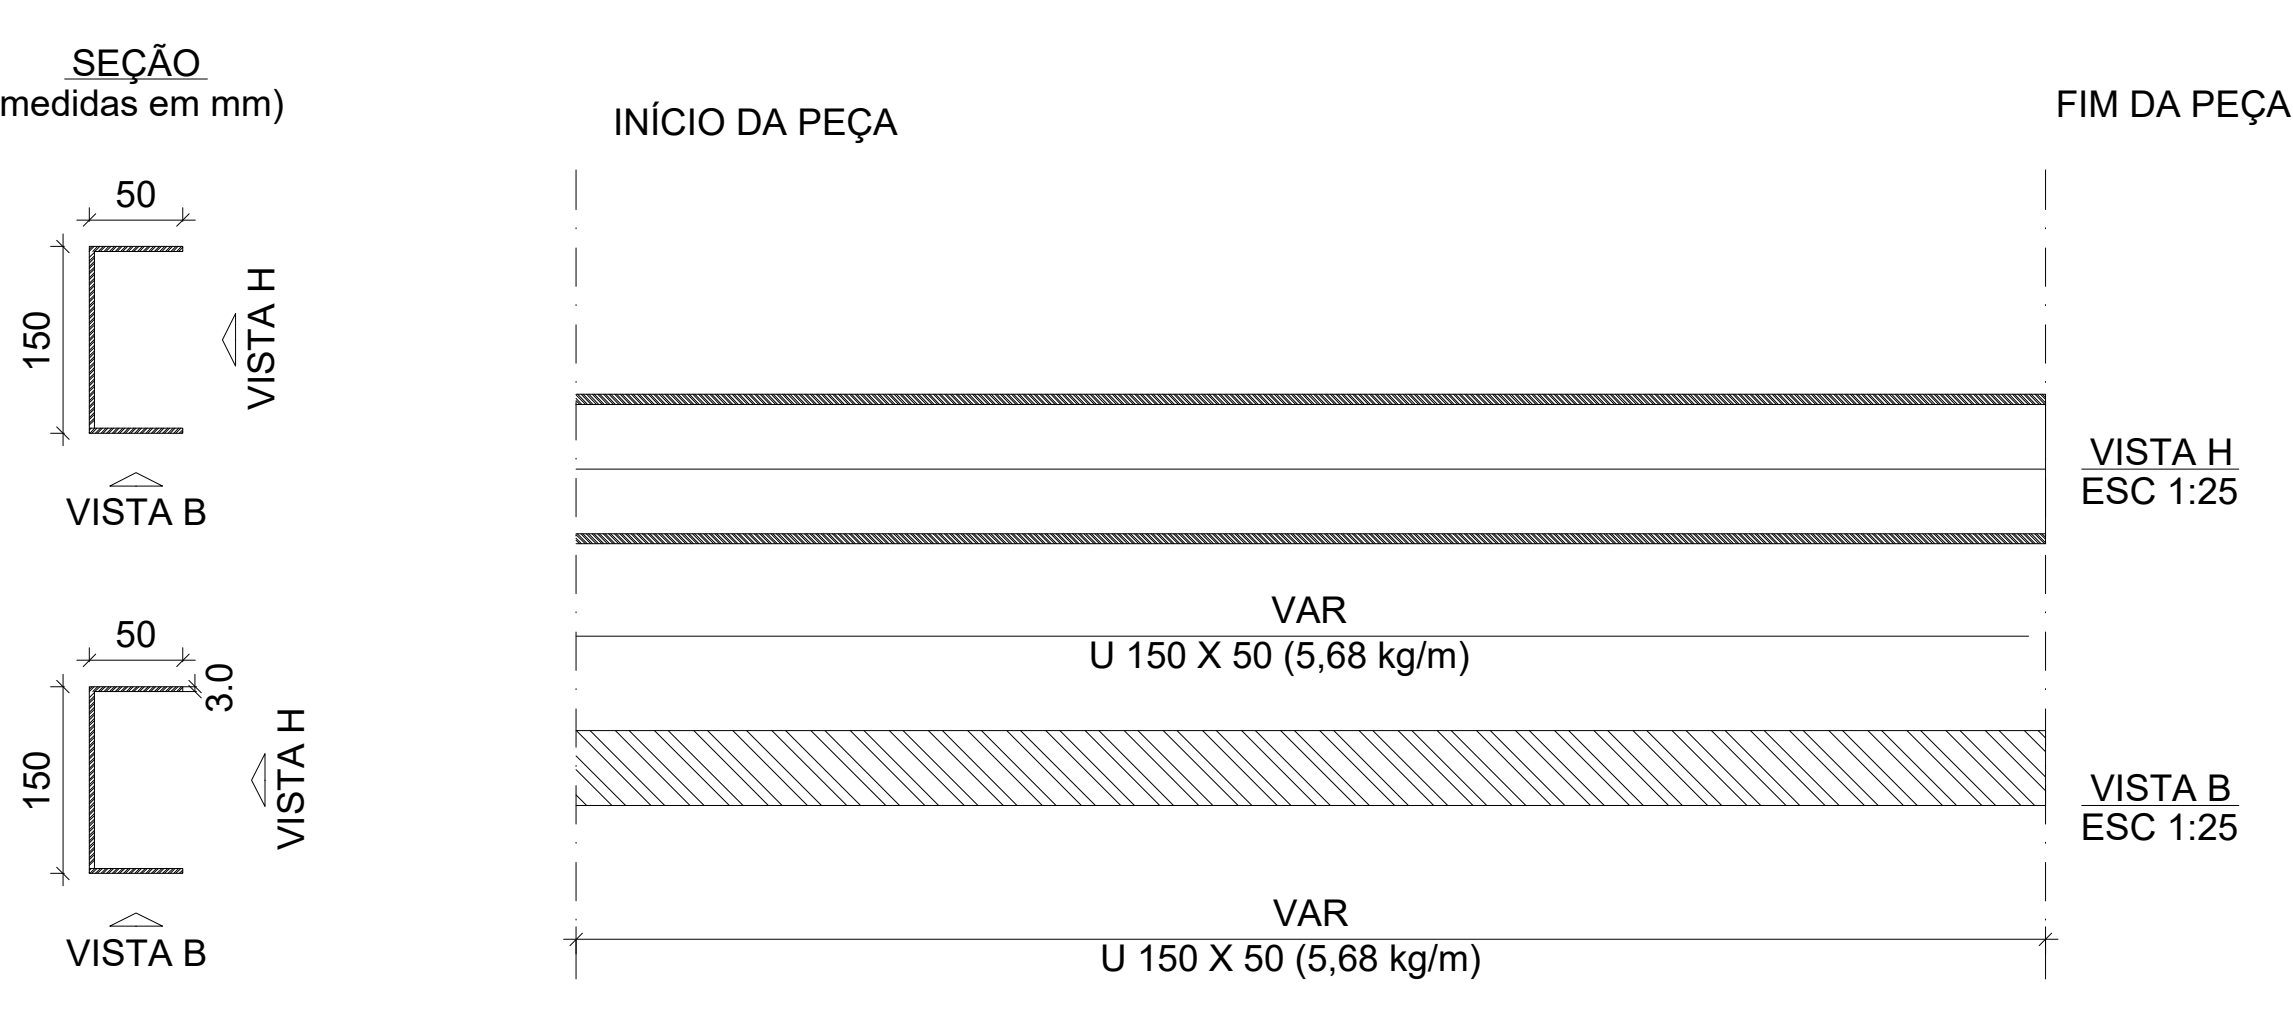 SEÇÃO
medidas em mm)
INÍCIO DA PEÇA
FIM DA PEÇA
50
150
VISTA H
VISTA B
VISTA H
ESC 1:25
VAR
U 150 X 50 (5,68 kg/m)
50
3.0
150
VISTA H
VISTA B
VISTA B
ESC 1:25
VAR
U 150 X 50 (5,68 kg/m)